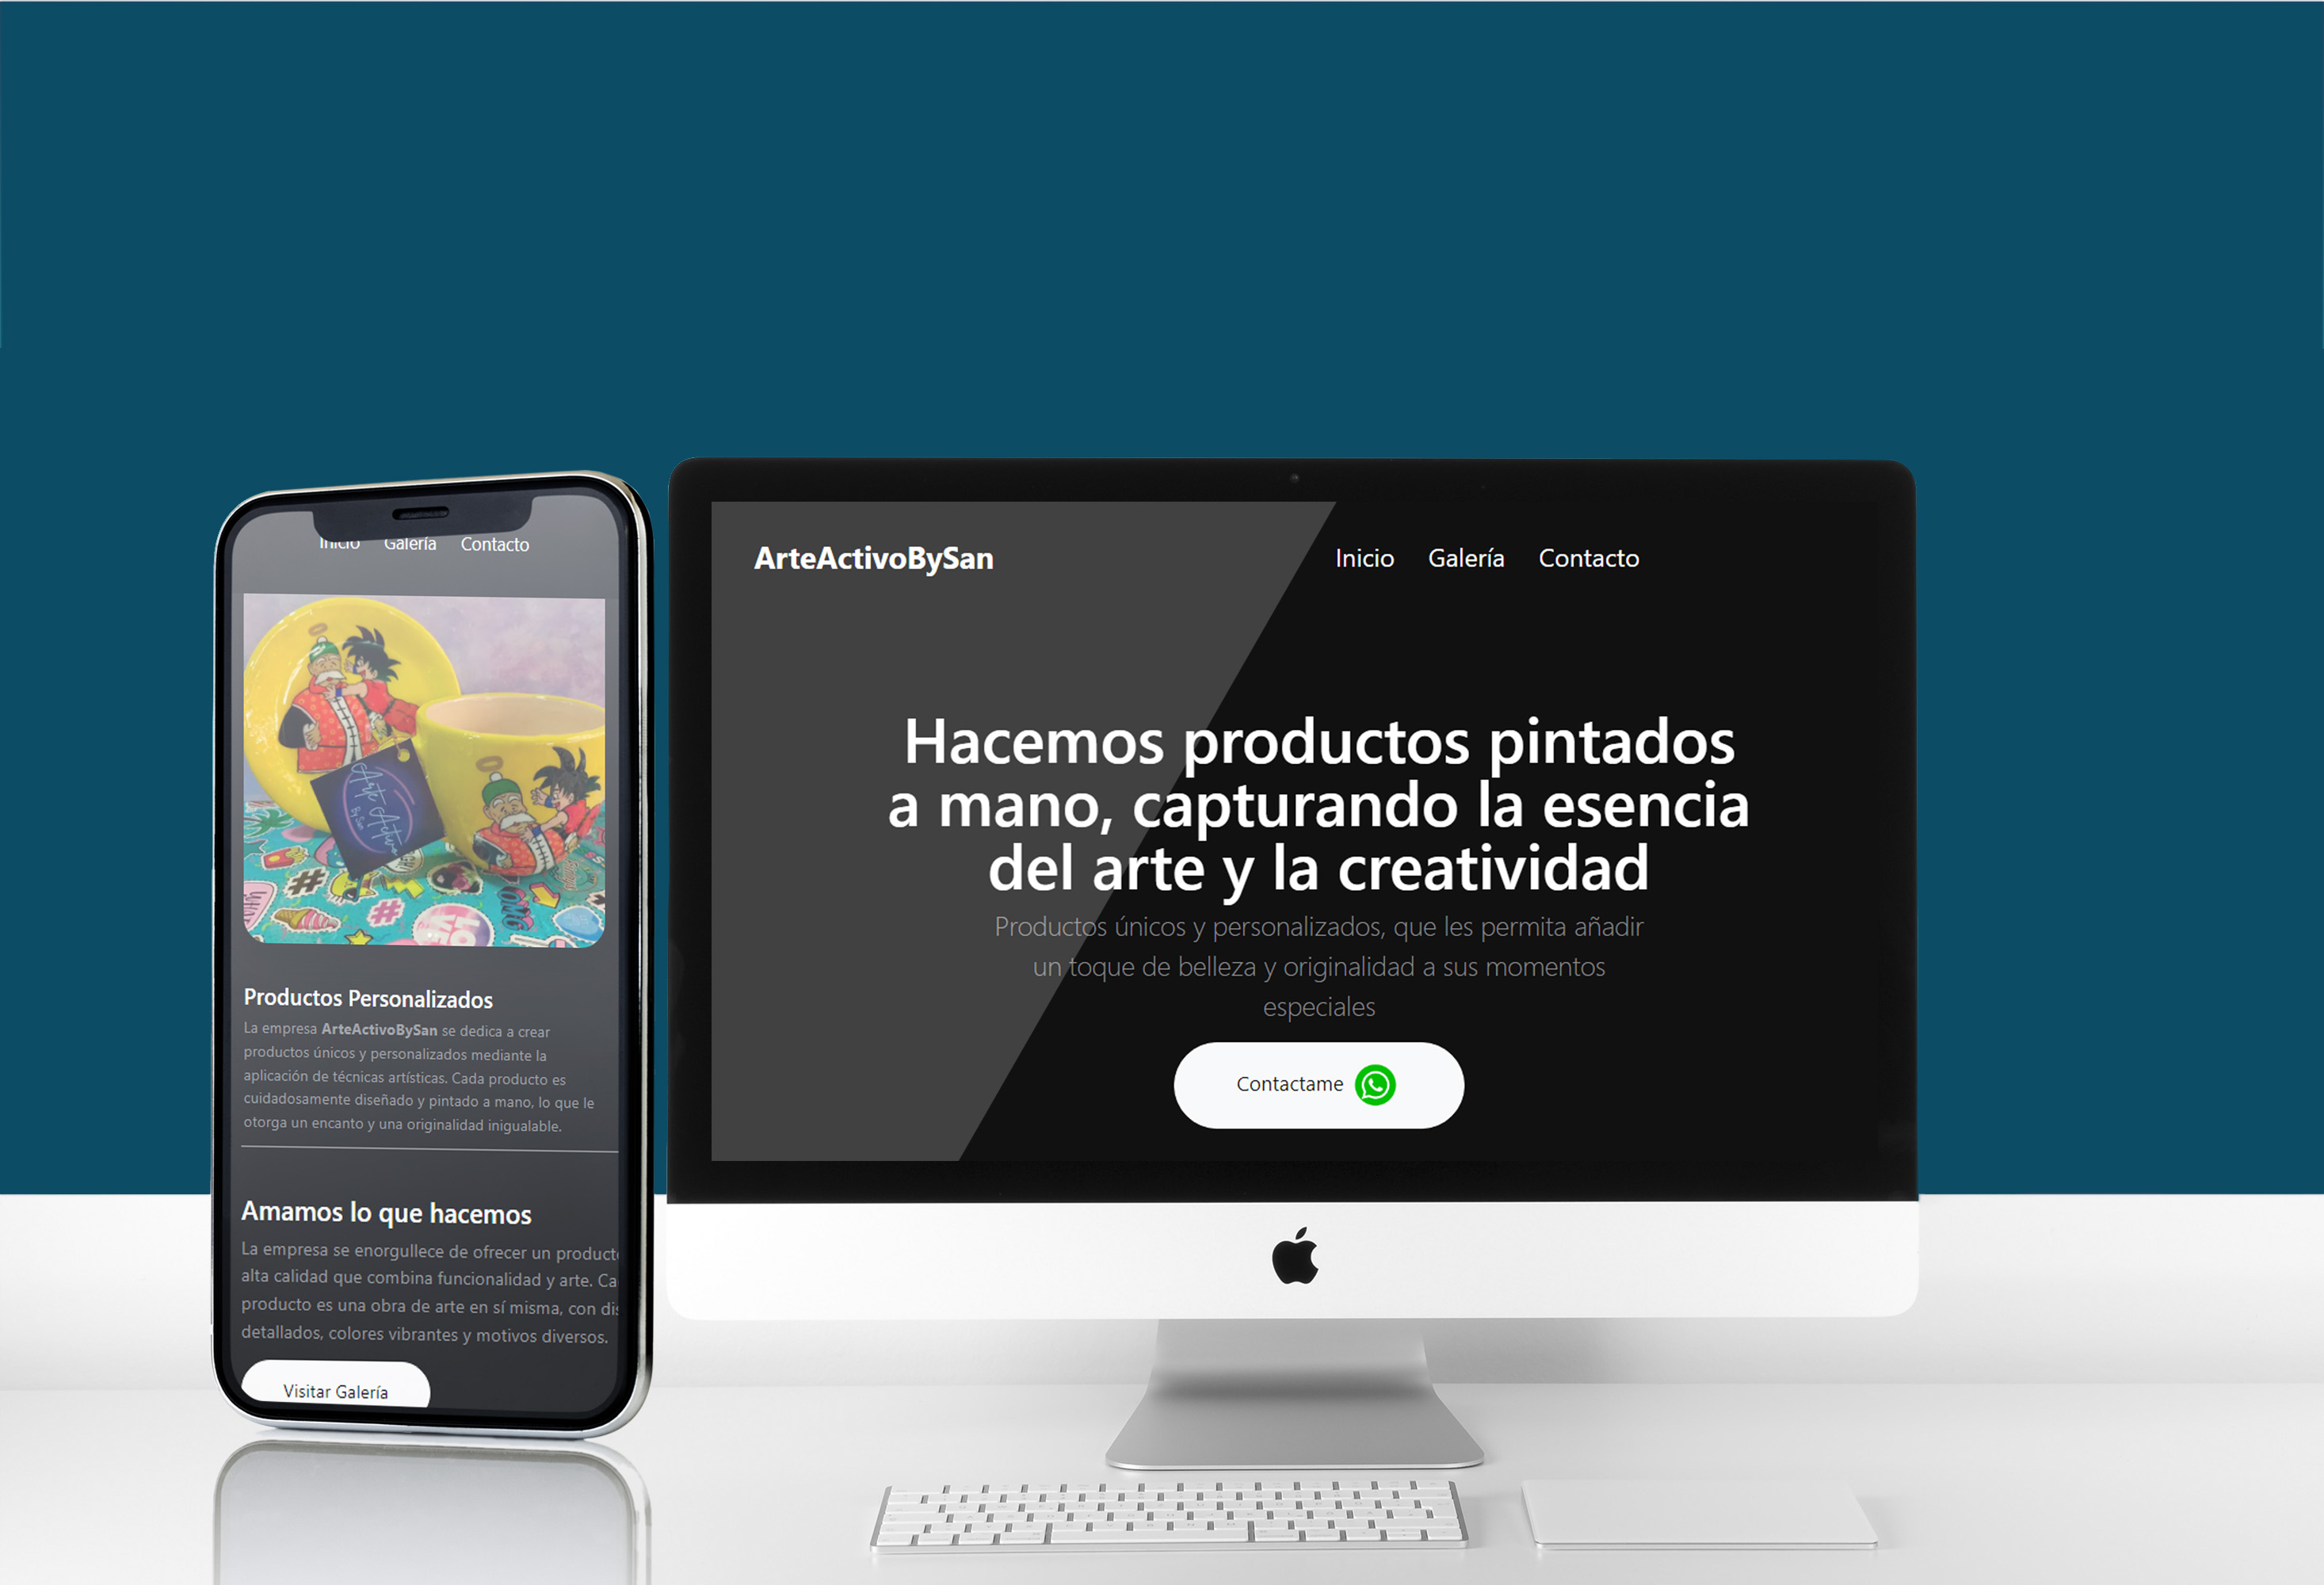 Inicio Galería Contacto
Arte Activo
By San
#
#
Productos Personalizados
La empresa ArteActivoBySan se dedica a crear
productos únicos y personalizados mediante la
aplicación de técnicas artísticas. Cada producto es
cuidadosamente diseñado y pintado a mano, lo que le
otorga un encanto y una originalidad inigualable.
Amamos lo que hacemos
La empresa se enorgullece de ofrecer un product
alta calidad que combina funcionalidad y arte. Ca
producto es una obra de arte en sí misma, con dis
detallados, colores vibrantes y motivos diversos.
Visitar Galería
ArteActivoBySan
Inicio Galería Contacto
Hacemos productos pintados
a mano, capturando la esencia
del arte y la creatividad
Productos únicos y personalizados, que les permita añadir
un toque de belleza y originalidad a sus momentos
especiales
Contactame